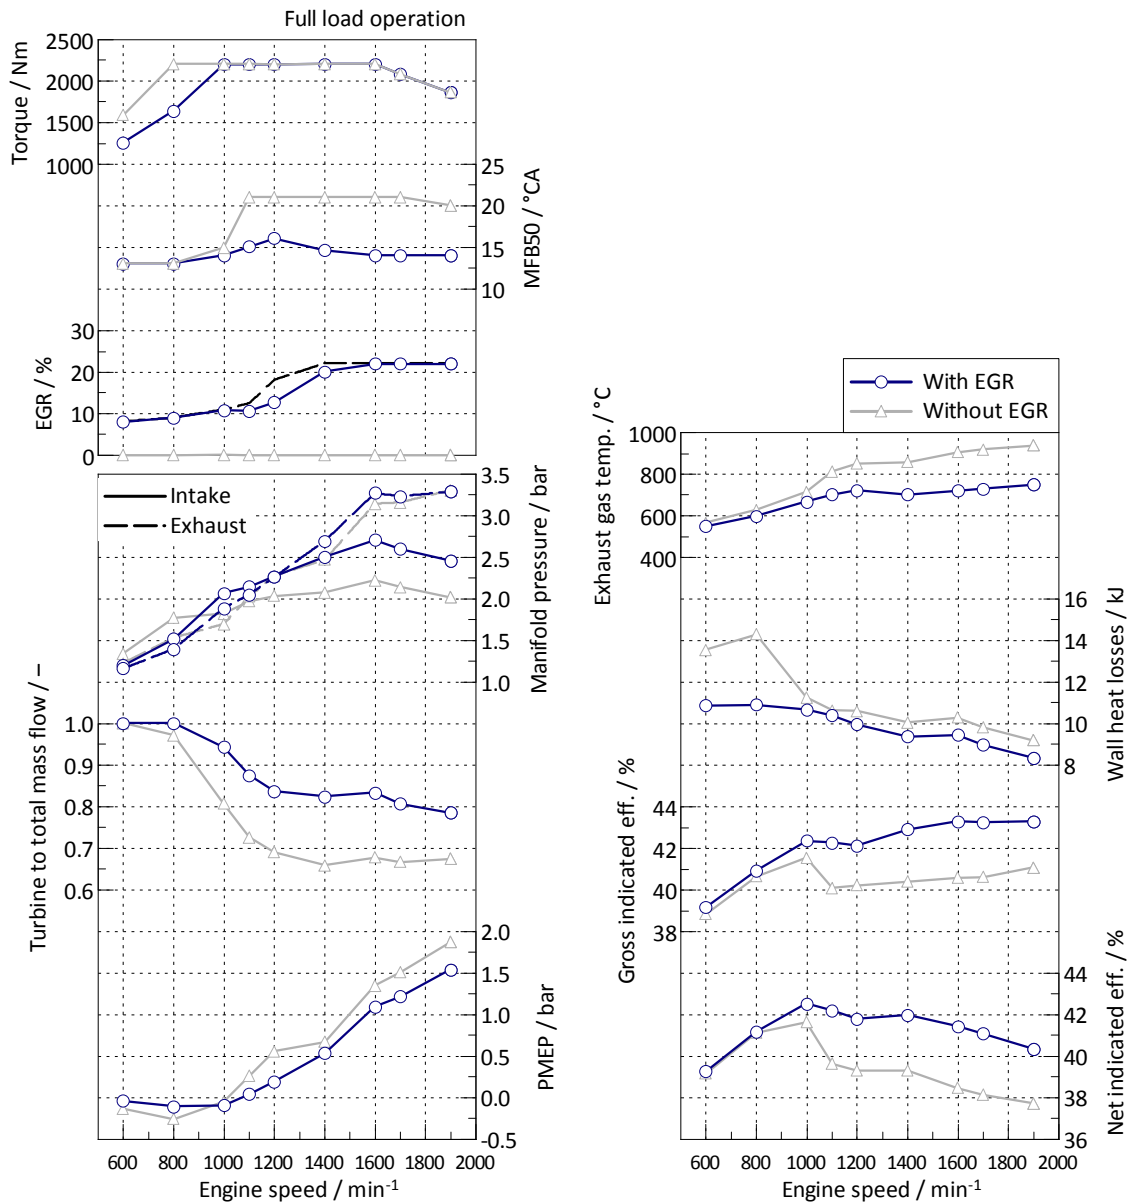 Full load operation
Torque / Nm
2500
2000
1500
1000
MFB50 / °CA
25
20
15
10
EGR / %
30
20
10
0
Intake
Exhaust
Manifold pressure / bar
3.5
3.0
2.5
2.0
1.5
1.0
Turbine to total mass flow / –
1.0
0.9
0.8
0.7
0.6
PMEP / bar
2.0
1.5
1.0
0.5
0.0
-0.5
600 800 1000 1200 1400 1600 1800 2000
Engine speed / min-1
With EGR
Without EGR
Exhaust gas temp. / °C
1000
800
600
400
Wall heat losses / kJ
16
14
12
10
8
Gross indicated eff. / %
44
42
40
38
Net indicated eff. / %
44
42
40
38
36
600 800 1000 1200 1400 1600 1800 2000
Engine speed / min-1